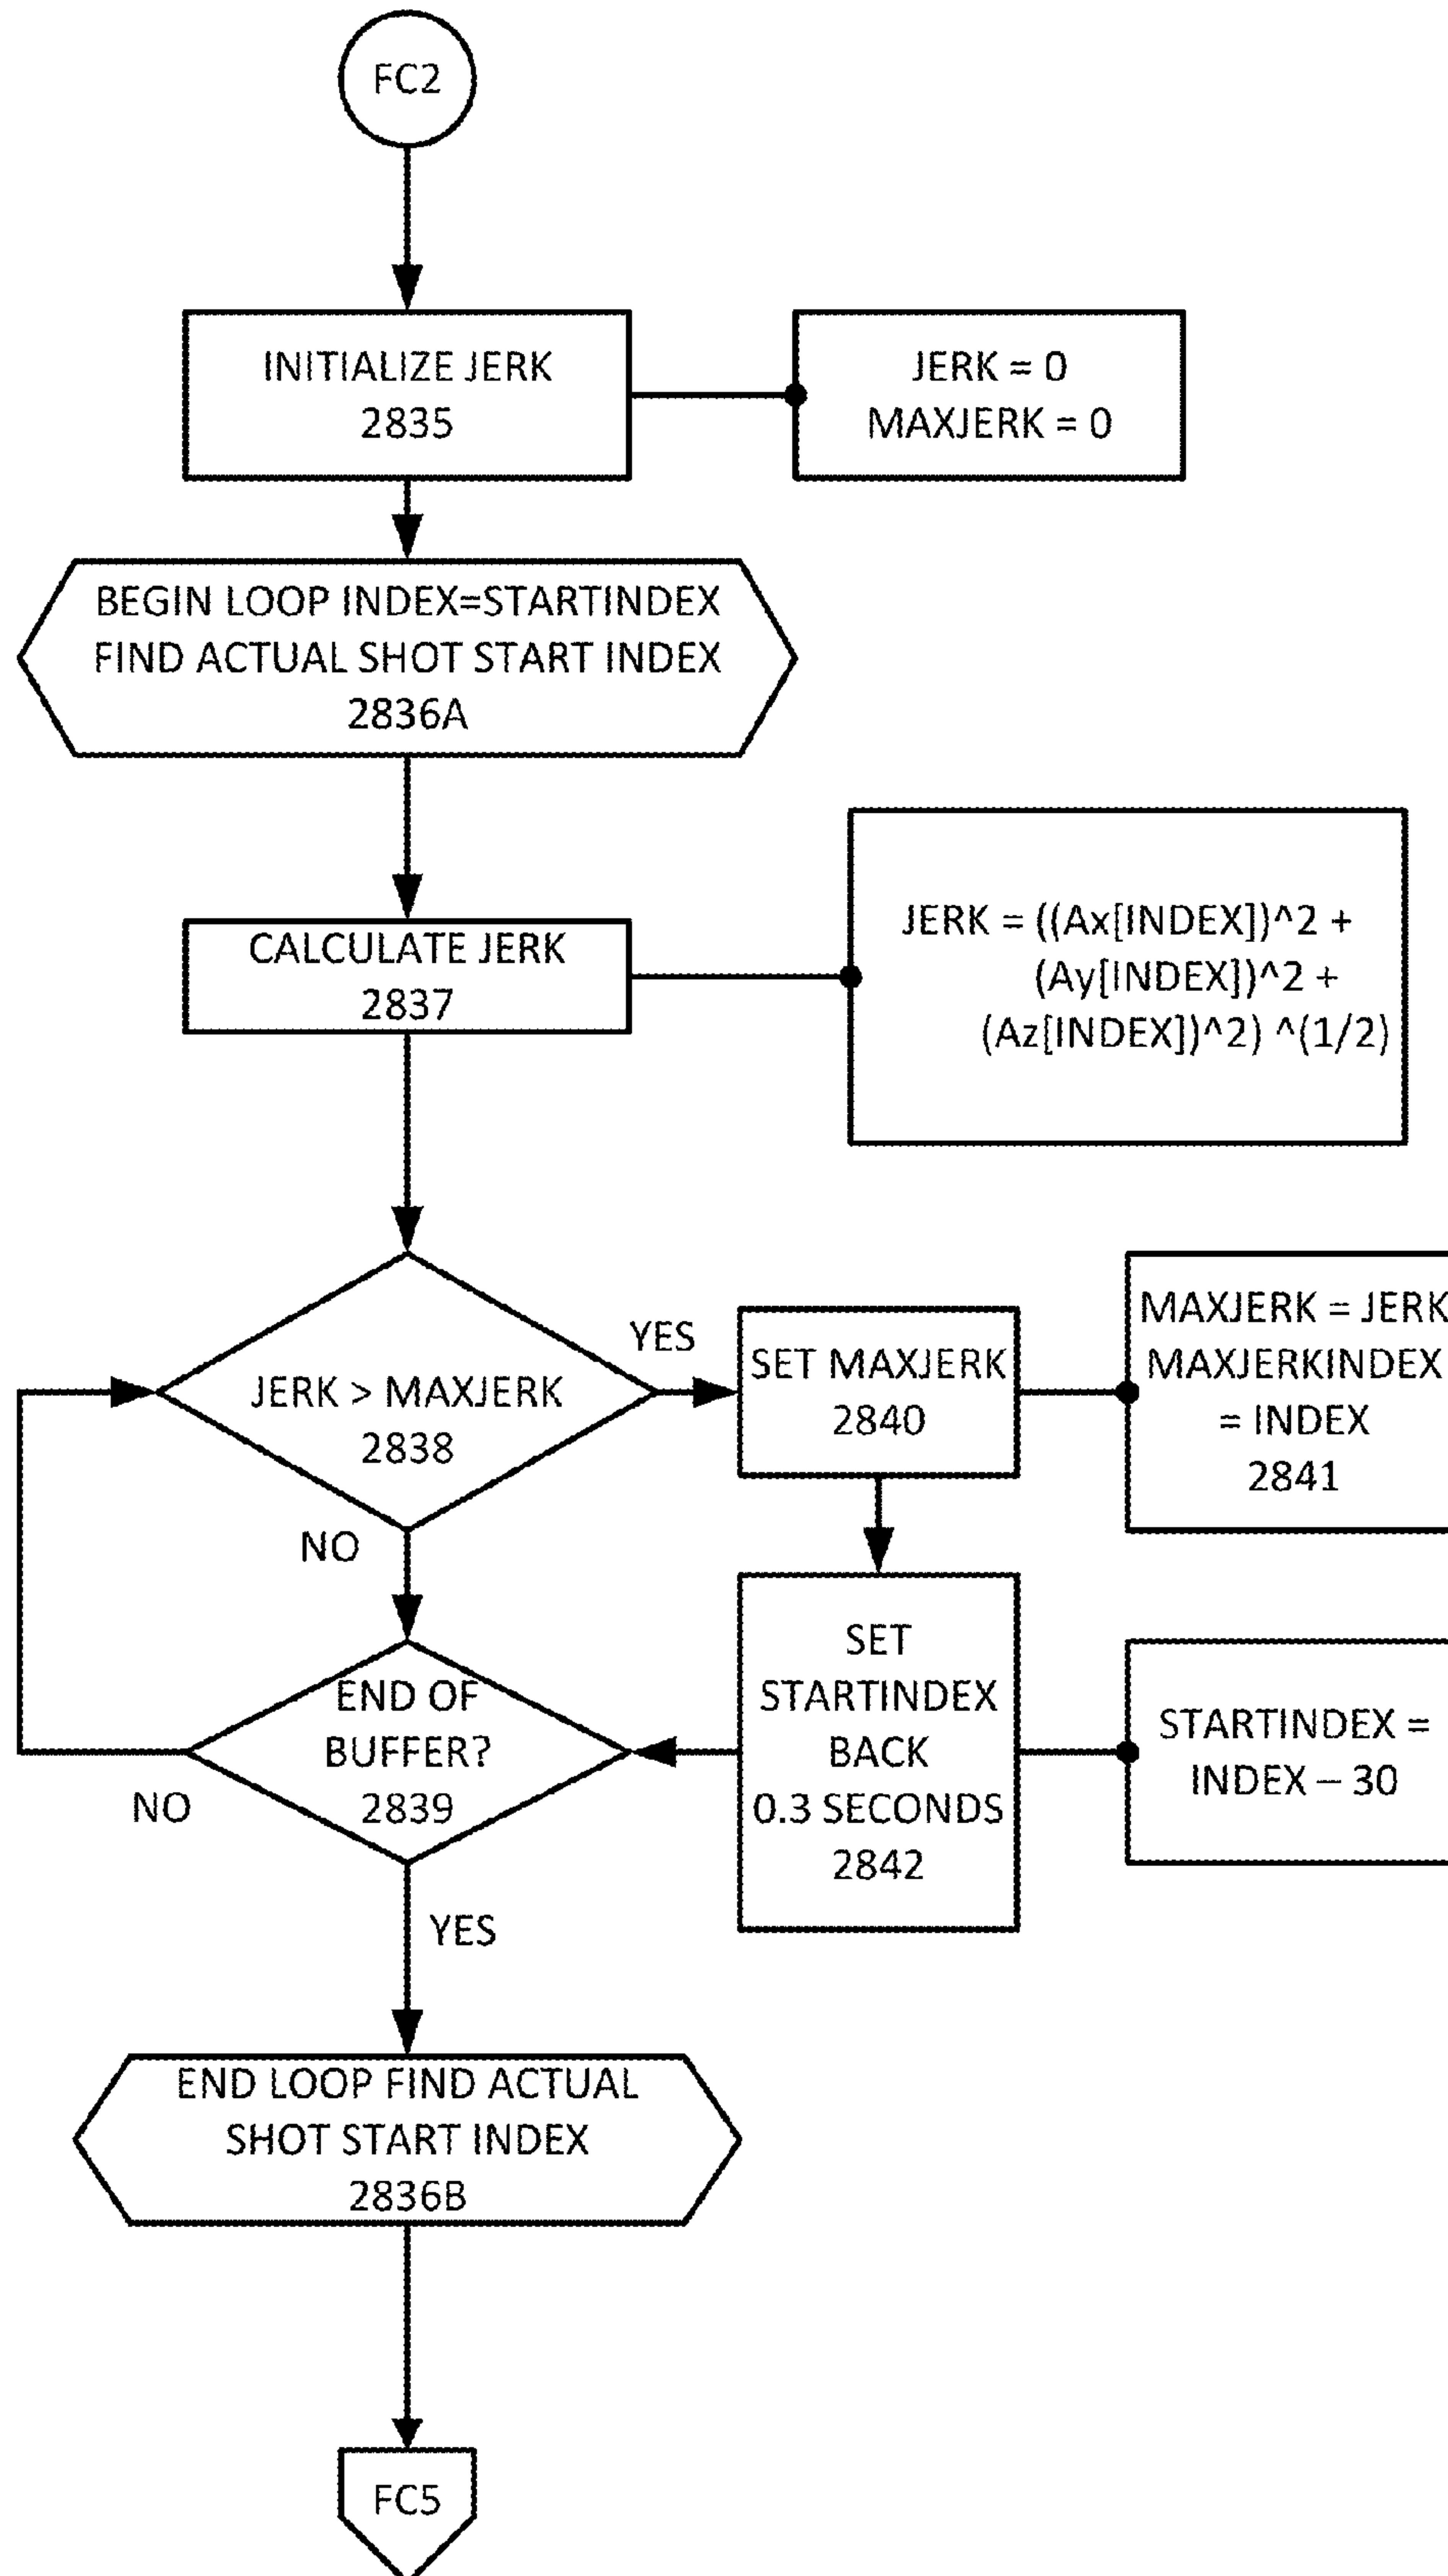 FC2
INITIALIZE JERK
2835
JERK = 0
MAXJERK = 0
BEGIN LOOP INDEX=STARTINDEX
FIND ACTUAL SHOT START INDEX
2836A
CALCULATE JERK
2837
JERK = ((Ax[INDEX])^2 +
(Ay[INDEX])^2 +
(Az[INDEX])^2) ^(1/2)
JERK > MAXJERK
2838
YES
NO
SET MAXJERK
2840
MAXJERK = JERK
MAXJERKINDEX
= INDEX
2841
END OF
BUFFER?
2839
NO
YES
SET
STARTINDEX
BACK
0.3 SECONDS
2842
STARTINDEX =
INDEX – 30
END LOOP FIND ACTUAL
SHOT START INDEX
2836B
FC5